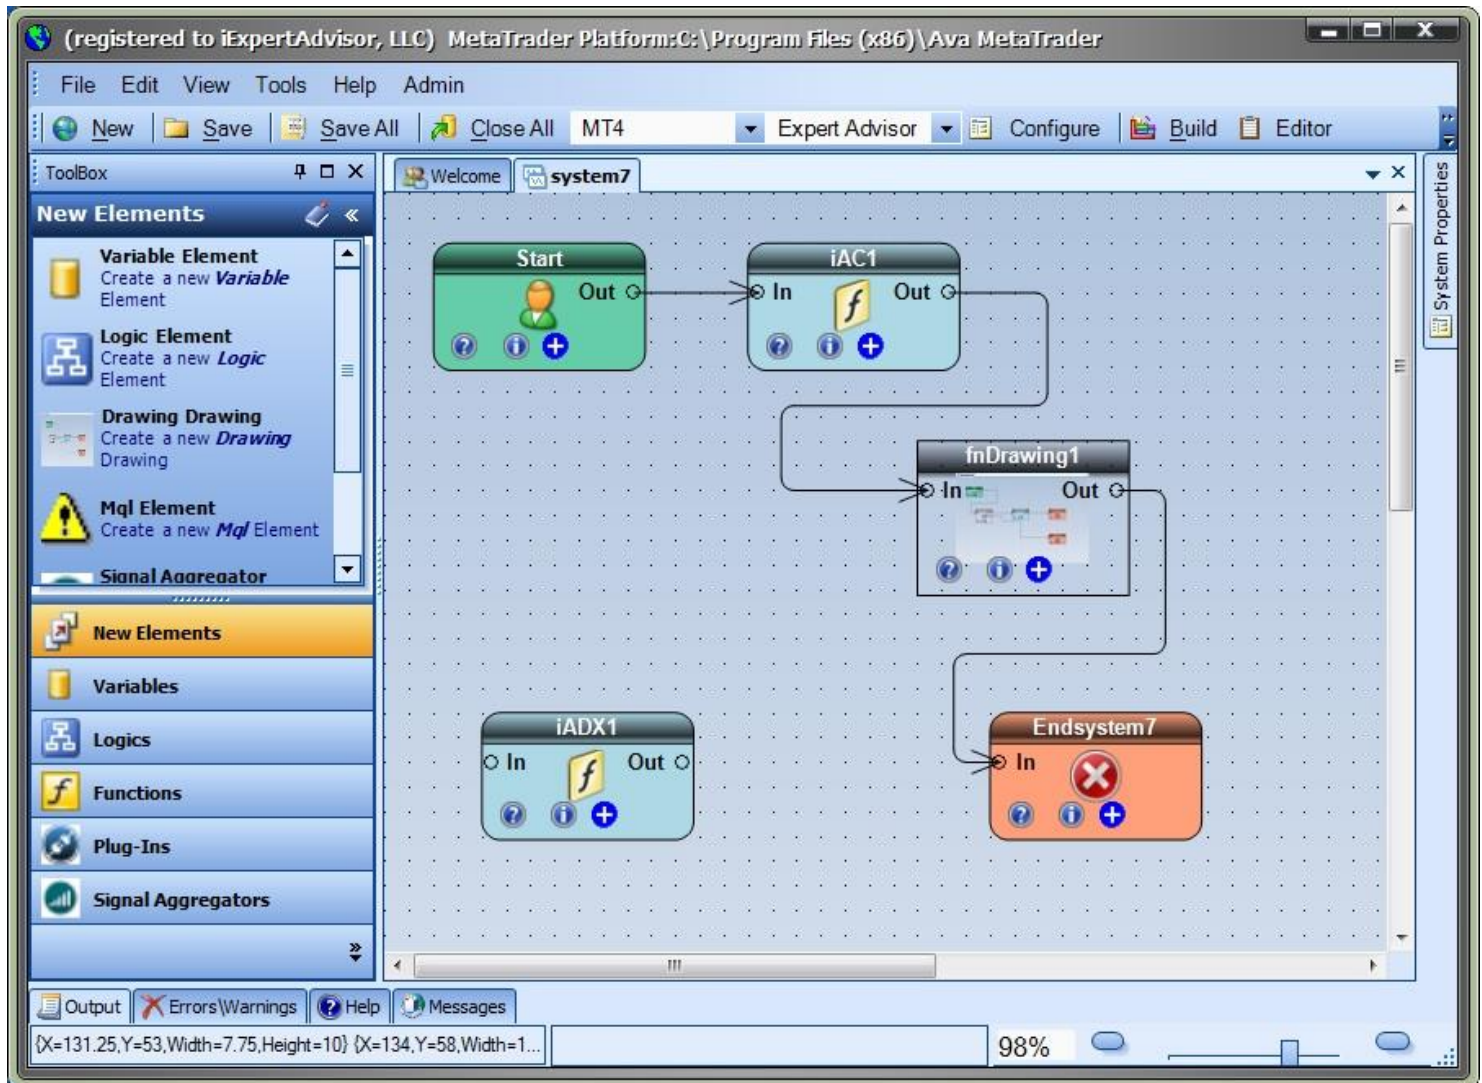 (registered to iExpertAdvisor, LLC) MetaTrader Platform:C:\Program Files (x86)\Ava MetaTrader
File Edit View Tools Help Admin
New Save Save All Close All MT4 Expert Advisor Configure Build Editor
ToolBox
Welcome system7
System Properties
New Elements
Variable Element
Create a new Variable
Element
Logic Element
Create a new Logic
Element
Drawing Drawing
Create a new Drawing
Drawing
Mql Element
Create a new Mql Element
Signal Aggregator
New Elements
Variables
Logics
Functions
Plug-Ins
Signal Aggregators
Start
Out
iAC1
In Out
fnDrawing1
In Out
iADX1
In Out
Endsystem7
In
Output Errors\Warnings Help Messages
{X=131.25,Y=53,Width=7.75,Height=10} {X=134,Y=58,Width=1...
98%